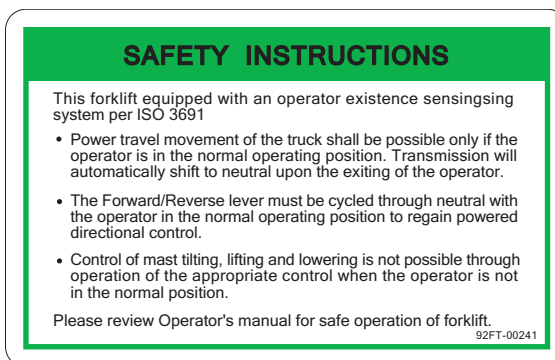 SAFETY INSTRUCTIONS
This forklift equipped with an operator existence sensingsing
system per ISO 3691
• Power travel movement of the truck shall be possible only if the
operator is in the normal operating position. Transmission will
automatically shift to neutral upon the exiting of the operator.
• The Forward/Reverse lever must be cycled through neutral with
the operator in the normal operating position to regain powered
directional control.
• Control of mast tilting, lifting and lowering is not possible through
operation of the appropriate control when the operator is not
in the normal position.
Please review Operator's manual for safe operation of forklift.
92FT-00241